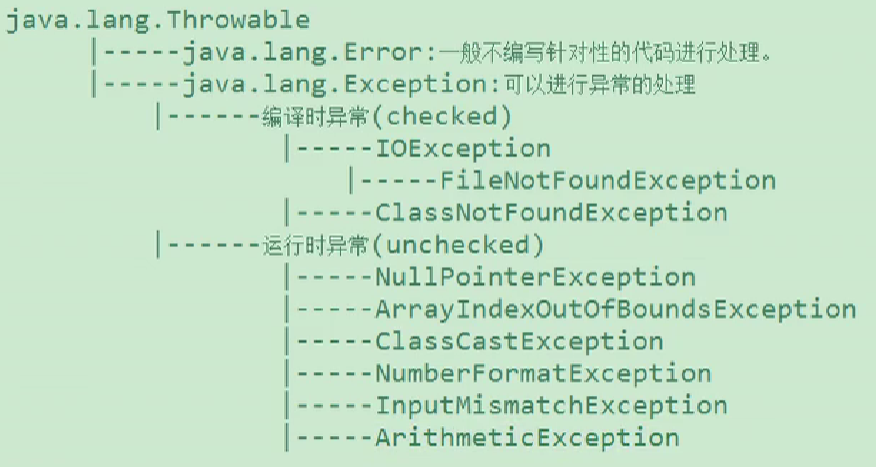 java.lang.Throwable
|-----java.lang.Error:一般不编写针对性的代码进行处理。
|-----java.lang.Exception:可以进行异常的处理
|------编译时异常(checked)
|-----IOException
|-----FileNotFoundException
|-----ClassNotFoundException
|------运行时异常(unchecked)
|-----NullPointerException
|-----ArrayIndexOutOfBoundsException
|-----ClassCastException
|-----NumberFormatException
|-----InputMismatchException
|-----ArithmeticException